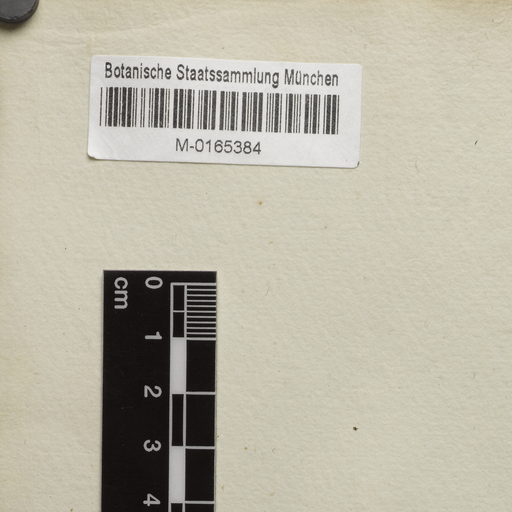 Botanische Staatssammlung München
M-0165384
cm
0
1
2
3
4